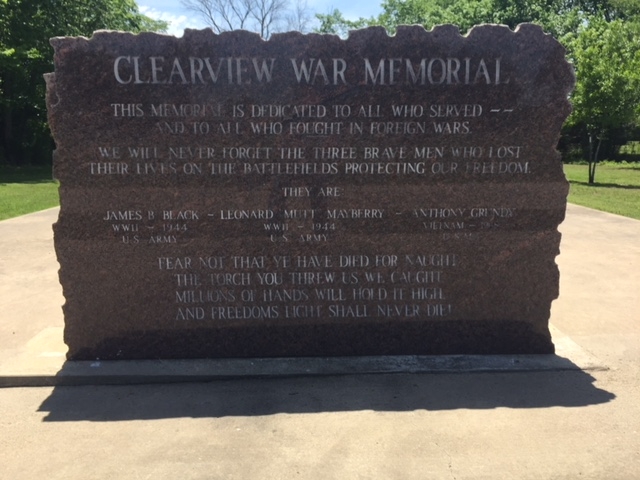 CLEARVIEW WAR MEMORIAL
THIS MEMORIAL IS DEDICATED TO ALL WHO SERVED --
AND TO ALL WHO FOUGHT IN FOREIGN WARS.
WE WILL NEVER FORGET THE THREE BRAVE MEN WHO LOST
THEIR LIVES ON THE BATTLEFIELDS PROTECTING OUR FREEDOM.
THEY ARE
JAMES B. BLACK - LEONARD "MUTT" MAYBERRY - ANTHONY GRUNDY
WWII - 1944 WWII - 1944 VIETNAM -
U.S. ARMY U.S. ARMY
FEAR NOT THAT YE HAVE DIED FOR NAUGHT
THE TORCH YOU THREW US WE CAUGHT
MILLIONS OF HANDS WILL HOLD IT HIGH
AND FREEDOMS LIGHT SHALL NEVER DIE!